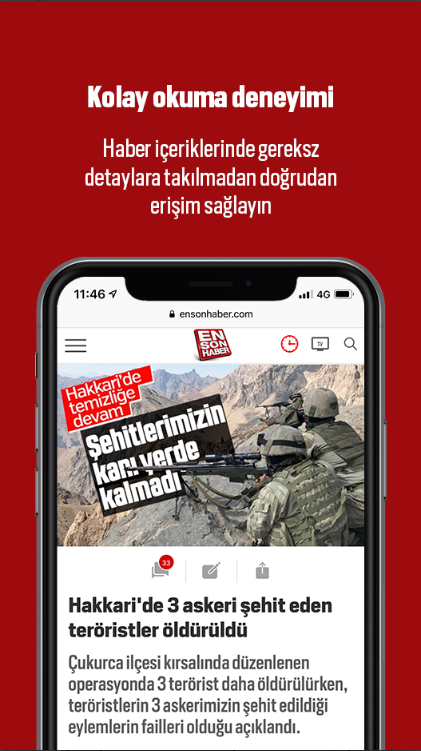 Kolay okuma deneyimi
Haber içeriklerinde gereksz
detaylara takılmadan doğrudan
erişim sağlayın
11:46
4G
ensonhaber.com
EN
SON
HABER
TV
Hakkari'de
temizliğe
devam
Şehitlerimizin
kanı yerde
kalmadı
33
Hakkari'de 3 askeri şehit eden
teröristler öldürüldü
Çukurca ilçesi kırsalında düzenlenen
operasyonda 3 terörist daha öldürülürken,
teröristlerin 3 askerimizin şehit edildiği
eylemlerin failleri olduğu açıklandı.